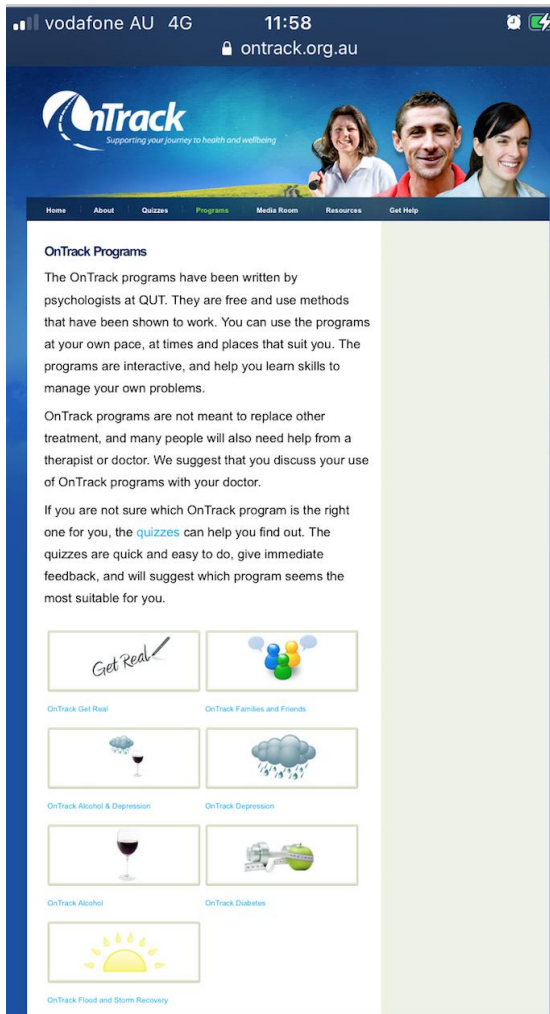 vodafone AU 4G 11:58
ontrack.org.au
OnTrack
Supporting your journey to health and wellbeing
Home About Quizzes Programs Media Room Resources Get Help
OnTrack Programs
The OnTrack programs have been written by
psychologists at QUT. They are free and use methods
that have been shown to work. You can use the programs
at your own pace, at times and places that suit you. The
programs are interactive, and help you learn skills to
manage your own problems.
OnTrack programs are not meant to replace other
treatment, and many people will also need help from a
therapist or doctor. We suggest that you discuss your use
of OnTrack programs with your doctor.
If you are not sure which OnTrack program is the right
one for you, the quizzes can help you find out. The
quizzes are quick and easy to do, give immediate
feedback, and will suggest which program seems the
most suitable for you.
Get Real
OnTrack Get Real
OnTrack Families and Friends
OnTrack Alcohol & Depression
OnTrack Depression
OnTrack Alcohol
OnTrack Diabetes
OnTrack Flood and Storm Recovery